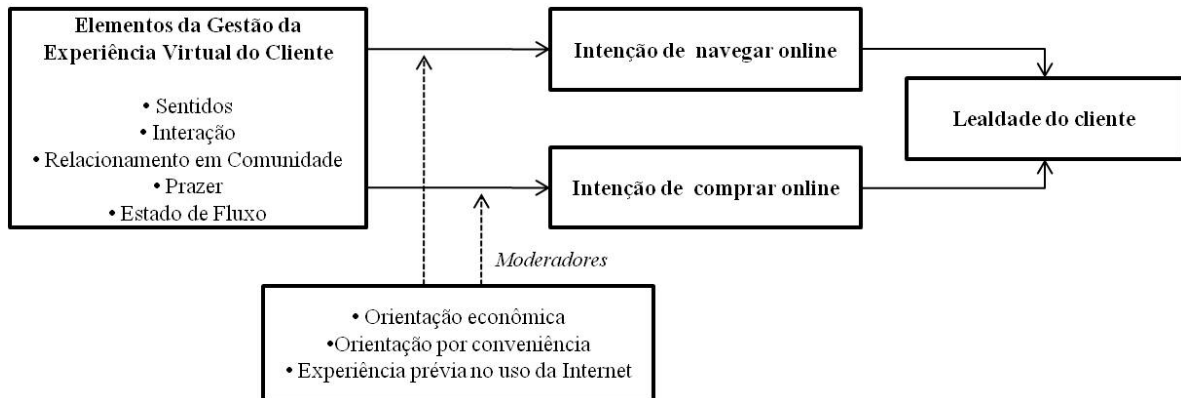 Elementos da Gestão da
Experiência Virtual do Cliente
• Sentidos
• Interação
• Relacionamento em Comunidade
• Prazer
• Estado de Fluxo
Intenção de navegar online
Intenção de comprar online
Lealdade do cliente
Moderadores
• Orientação econômica
•Orientação por conveniência
• Experiência prévia no uso da Internet